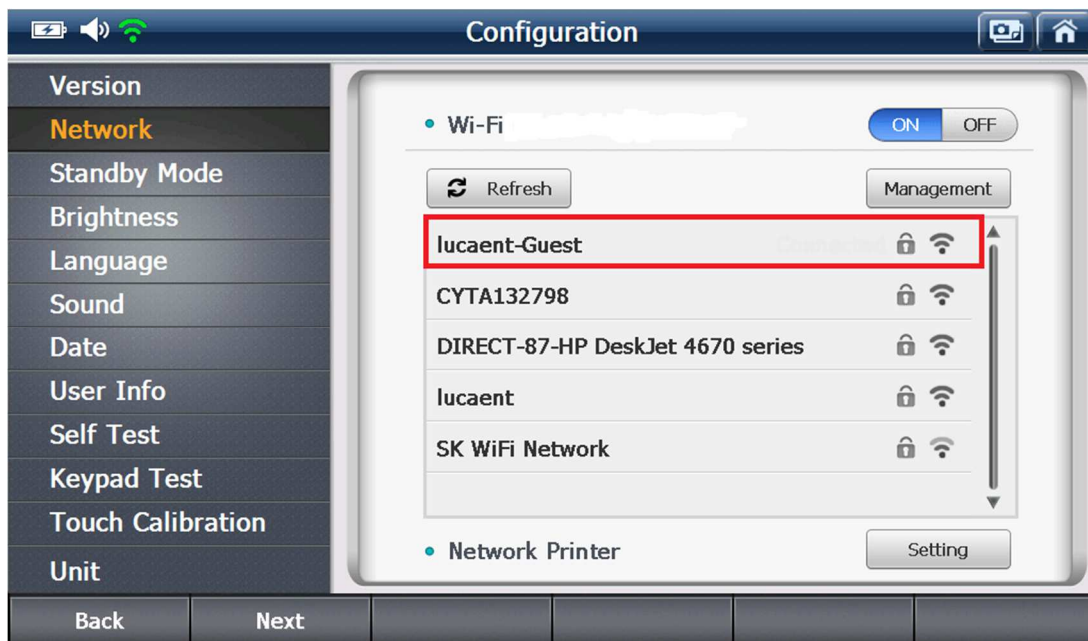 Configuration
Version
Network
Standby Mode
Brightness
Language
Sound
Date
User Info
Self Test
Keypad Test
Touch Calibration
Unit
Wi-Fi
ON OFF
Refresh Management
lucaent-Guest Connected
CYTA132798
DIRECT-87-HP DeskJet 4670 series
lucaent
SK WiFi Network
Network Printer Setting
Back Next